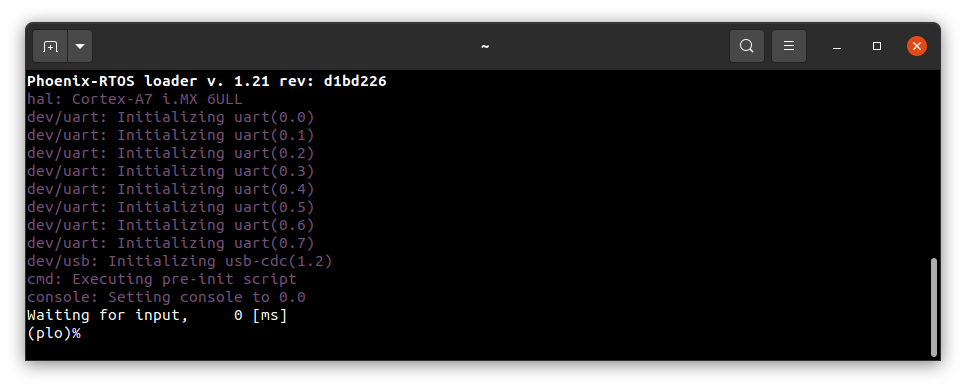 ~
Phoenix-RTOS loader v. 1.21 rev: d1bd226
hal: Cortex-A7 i.MX 6ULL
dev/uart: Initializing uart(0.0)
dev/uart: Initializing uart(0.1)
dev/uart: Initializing uart(0.2)
dev/uart: Initializing uart(0.3)
dev/uart: Initializing uart(0.4)
dev/uart: Initializing uart(0.5)
dev/uart: Initializing uart(0.6)
dev/uart: Initializing uart(0.7)
dev/usb: Initializing usb-cdc(1.2)
cmd: Executing pre-init script
console: Setting console to 0.0
Waiting for input,     0 [ms]
(plo)%